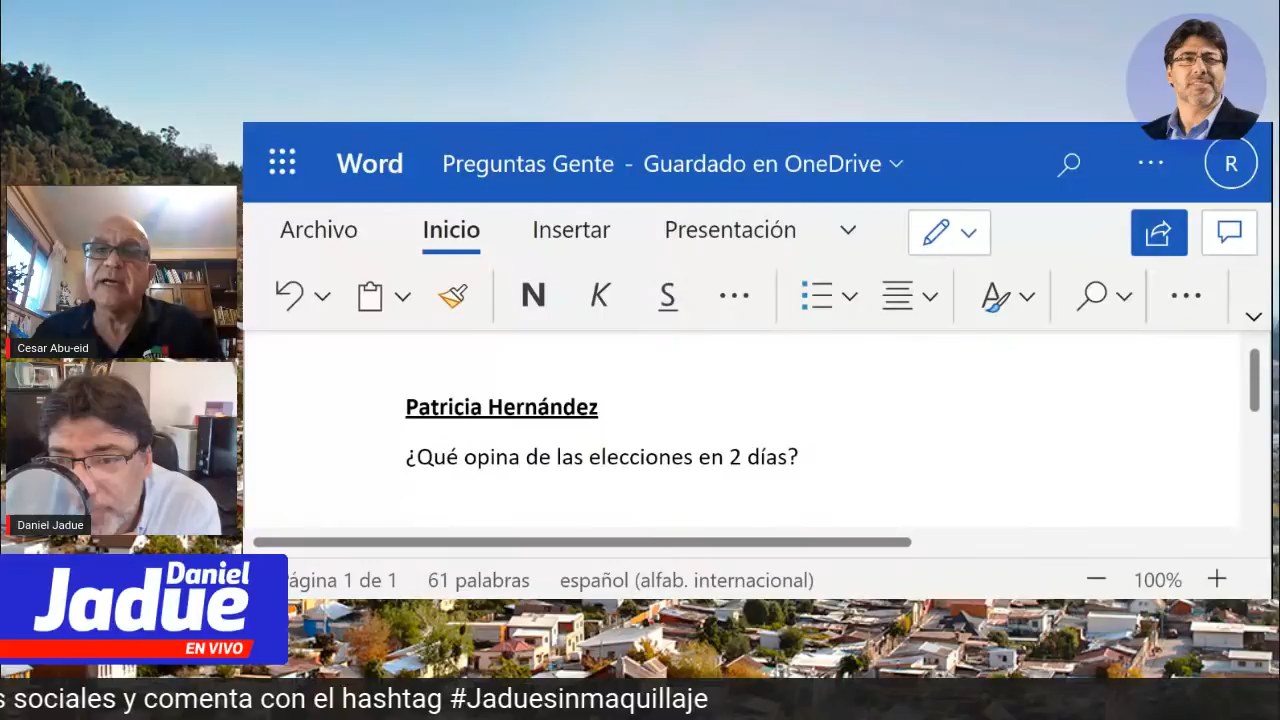 Word
Preguntas Gente - Guardado en OneDrive
R
Archivo
Inicio
Insertar
Presentación
N
K
S
A
Cesar Abu-eid
Daniel Jadue
Patricia Hernández
¿Qué opina de las elecciones en 2 días?
Página 1 de 1
61 palabras
español (alfab. internacional)
100%
Daniel
Jadue
EN VIVO
s sociales y comenta con el hashtag #Jaduesinmaquillaje